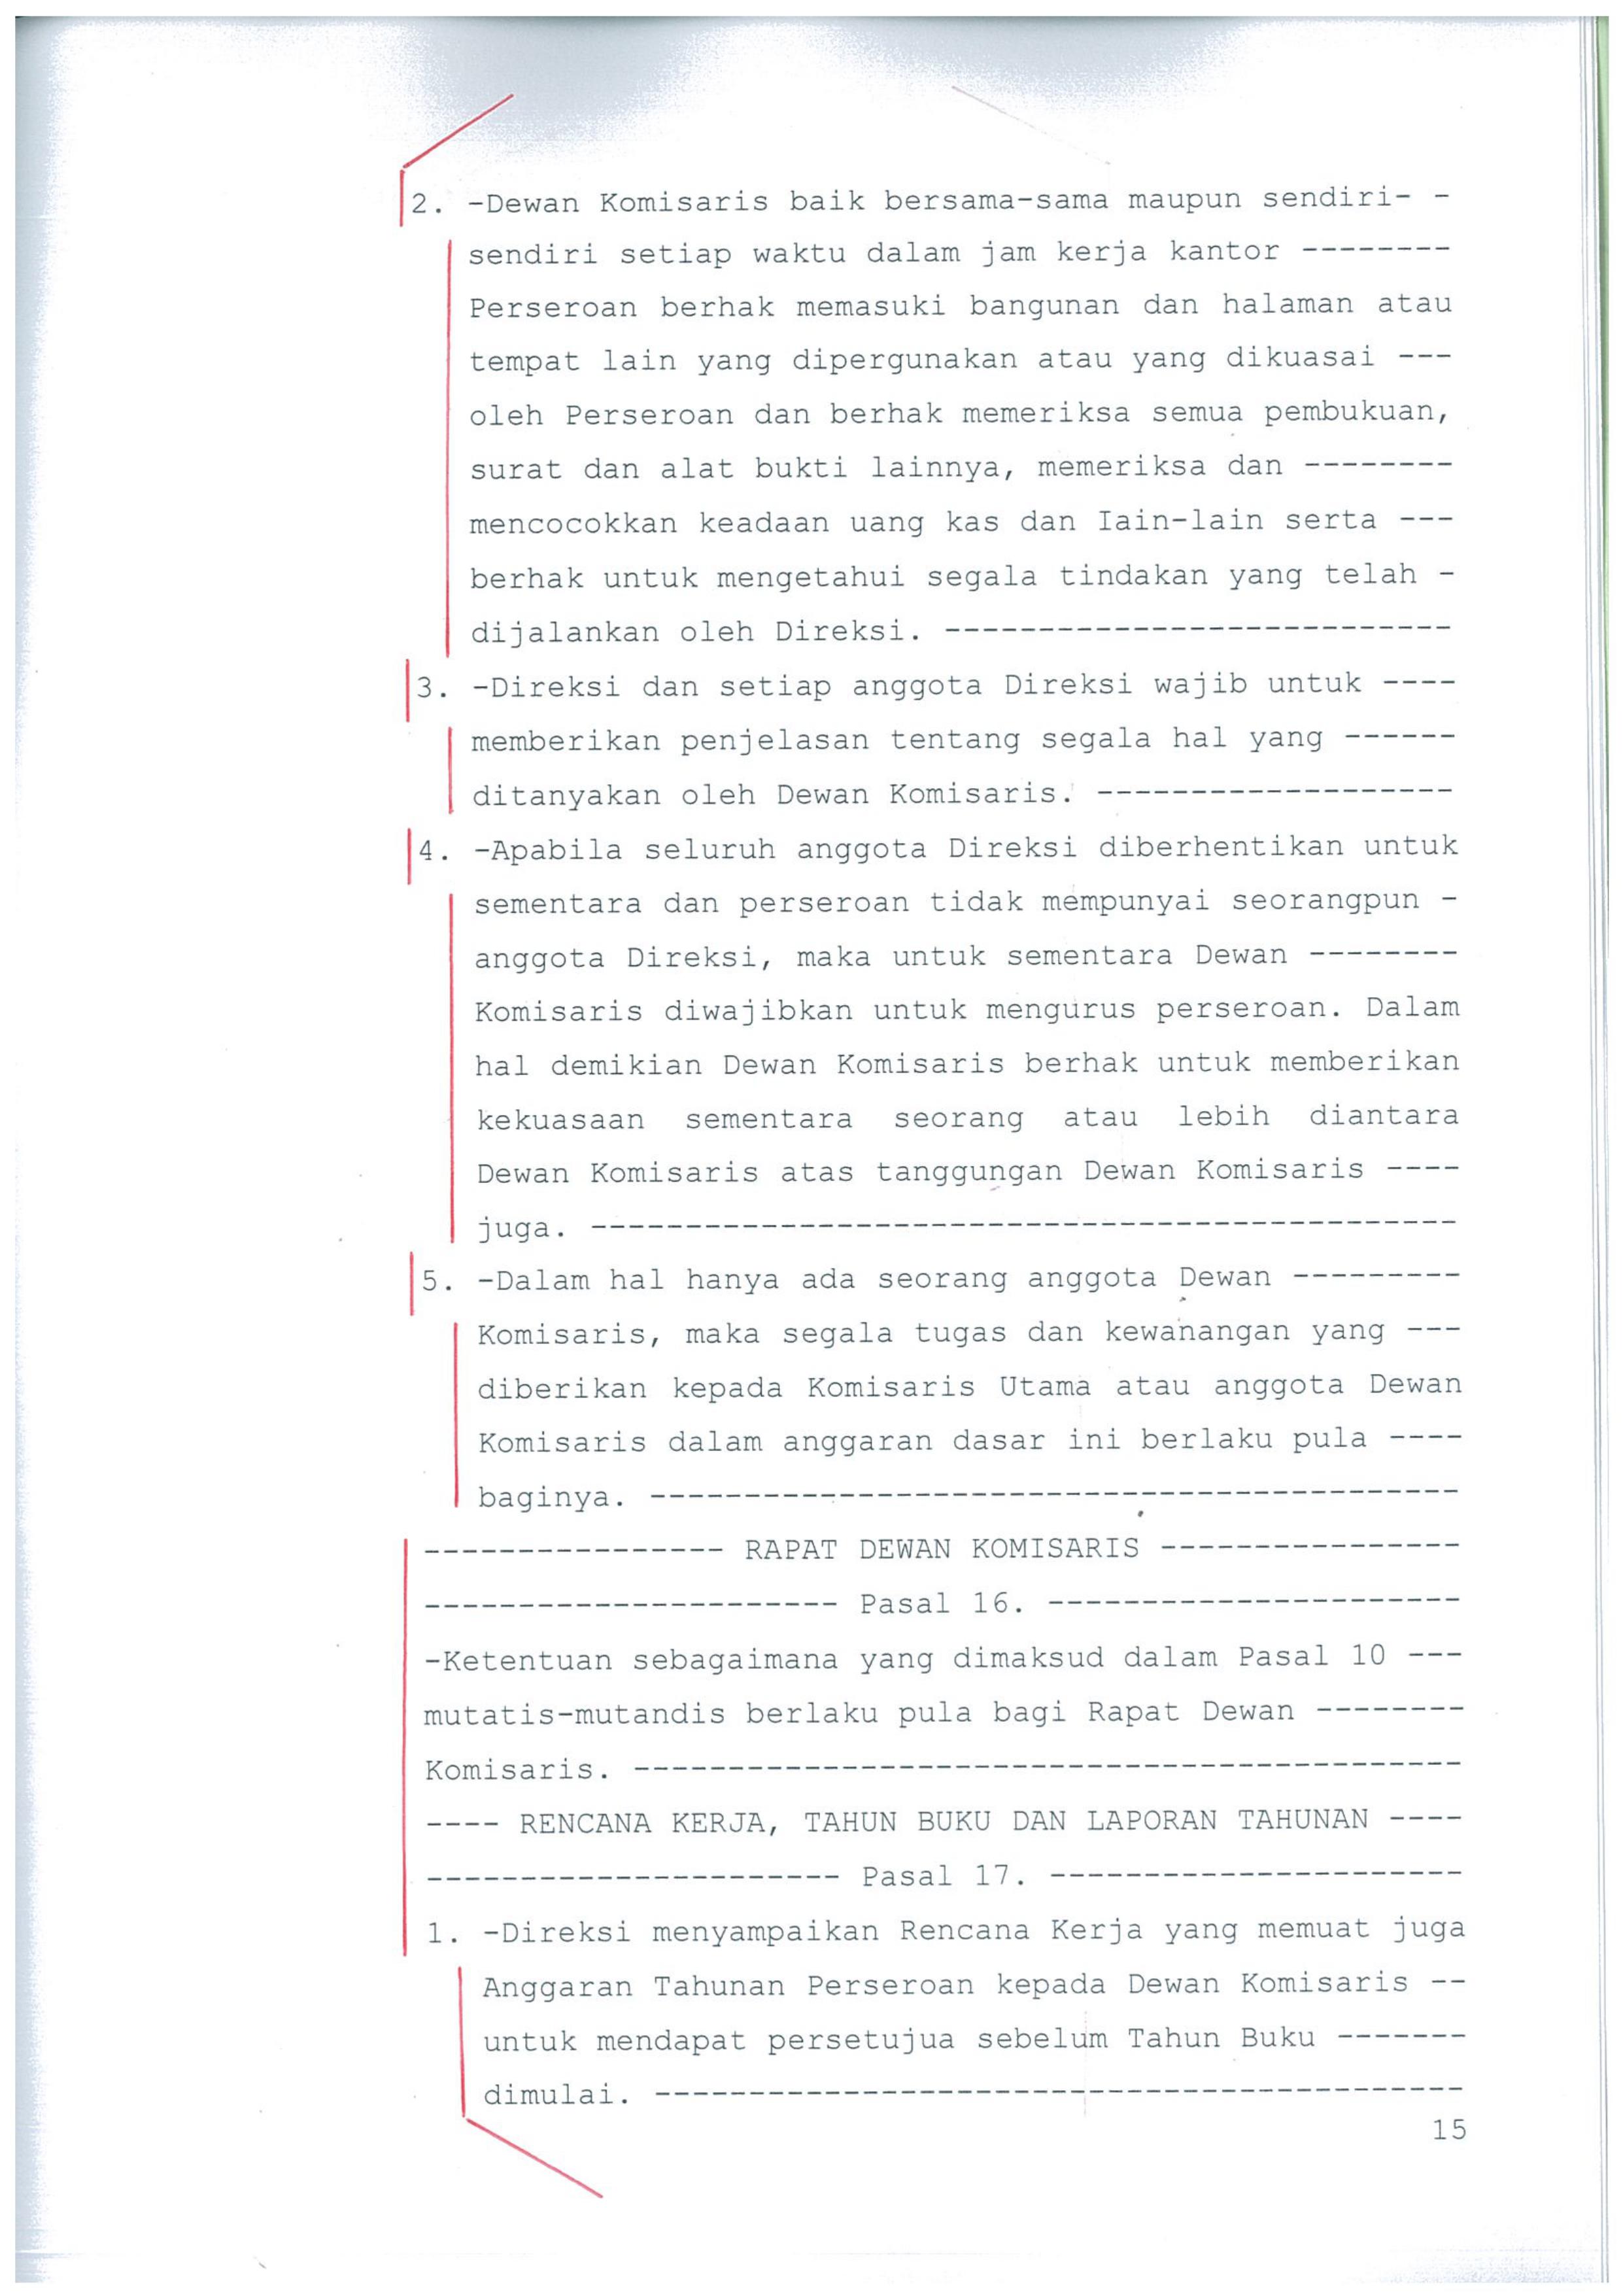 2. -Dewan Komisaris baik bersama-sama maupun sendiri- -
sendiri setiap waktu dalam jam kerja kantor --------
Perseroan berhak memasuki bangunan dan halaman atau
tempat lain yang dipergunakan atau yang dikuasai ---
oleh Perseroan dan berhak memeriksa semua pembukuan,
surat dan alat bukti lainnya, memeriksa dan --------
mencocokkan keadaan uang kas dan Iain-lain serta ---
berhak untuk mengetahui segala tindakan yang telah -
dijalankan oleh Direksi. ---------------------------
3. -Direksi dan setiap anggota Direksi wajib untuk ----
memberikan penjelasan tentang segala hal yang ------
ditanyakan oleh Dewan Komisaris. -------------------
4. -Apabila seluruh anggota Direksi diberhentikan untuk
sementara dan perseroan tidak mempunyai seorangpun -
anggota Direksi, maka untuk sementara Dewan --------
Komisaris diwajibkan untuk mengurus perseroan. Dalam
hal demikian Dewan Komisaris berhak untuk memberikan
kekuasaan sementara seorang atau lebih diantara
Dewan Komisaris atas tanggungan Dewan Komisaris ----
juga. ----------------------------------------------
5. -Dalam hal hanya ada seorang anggota Dewan ---------
Komisaris, maka segala tugas dan kewanangan yang ---
diberikan kepada Komisaris Utama atau anggota Dewan
Komisaris dalam anggaran dasar ini berlaku pula ----
baginya. -------------------------------------------
---------------- RAPAT DEWAN KOMISARIS ----------------
---------------------- Pasal 16. ----------------------
-Ketentuan sebagaimana yang dimaksud dalam Pasal 10 ---
mutatis-mutandis berlaku pula bagi Rapat Dewan --------
Komisaris. --------------------------------------------
---- RENCANA KERJA, TAHUN BUKU DAN LAPORAN TAHUNAN ----
---------------------- Pasal 17. ----------------------
1. -Direksi menyampaikan Rencana Kerja yang memuat juga
Anggaran Tahunan Perseroan kepada Dewan Komisaris --
untuk mendapat persetujua sebelum Tahun Buku -------
dimulai. -------------------------------------------
15